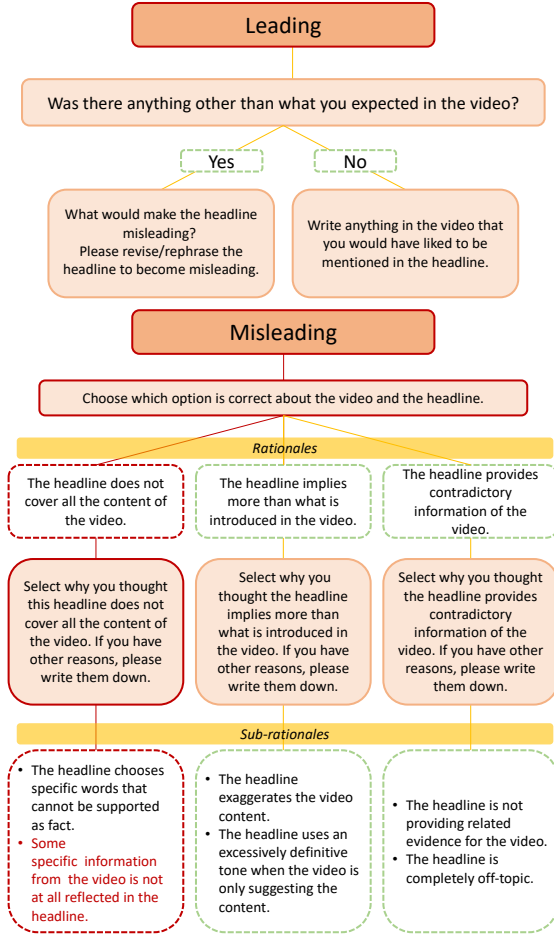 Leading
Was there anything other than what you expected in the video?
Yes
No
What would make the headline
misleading?
Please revise/rephrase the
headline to become misleading.
Write anything in the video that
you would have liked to be
mentioned in the headline.
Misleading
Choose which option is correct about the video and the headline.
Rationales
The headline does not
cover all the content of
the video.
The headline implies
more than what is
introduced in the video.
The headline provides
contradictory
information of the
video.
Select why you thought
this headline does not
cover all the content of
the video. If you have
other reasons, please
write them down.
Select why you
thought the headline
implies more than
what is introduced in
the video. If you have
other reasons, please
write them down.
Select why you thought
the headline provides
contradictory
information of the
video. If you have other
reasons, please write
them down.
Sub-rationales
• The headline chooses
specific words that
cannot be supported
as fact.
• Some
specific information
from the video is not
at all reflected in the
headline.
• The headline
exaggerates the video
content.
• The headline uses an
excessively definitive
tone when the video is
only suggesting the
content.
• The headline is not
providing related
evidence for the video.
• The headline is
completely off-topic.